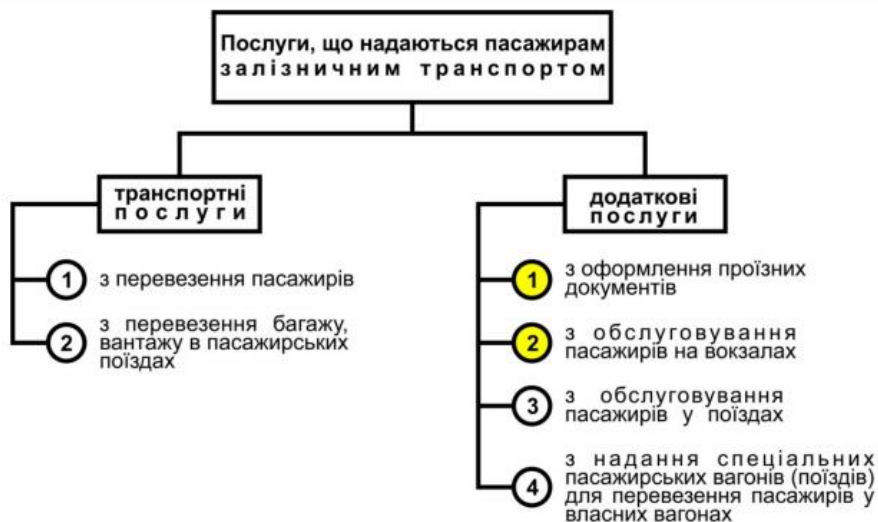 Послуги, що надаються пасажирам
залізничним транспортом
транспортні
послуги
1
з перевезення пасажирів
2
з перевезення багажу,
вантажу в пасажирських
поїздах
додаткові
послуги
1
з оформлення проїзних
документів
2
з обслуговування
пасажирів на вокзалах
3
з обслуговування
пасажирів у поїздах
4
з надання спеціальних
пасажирських вагонів (поїздів)
для перевезення пасажирів у
власних вагонах